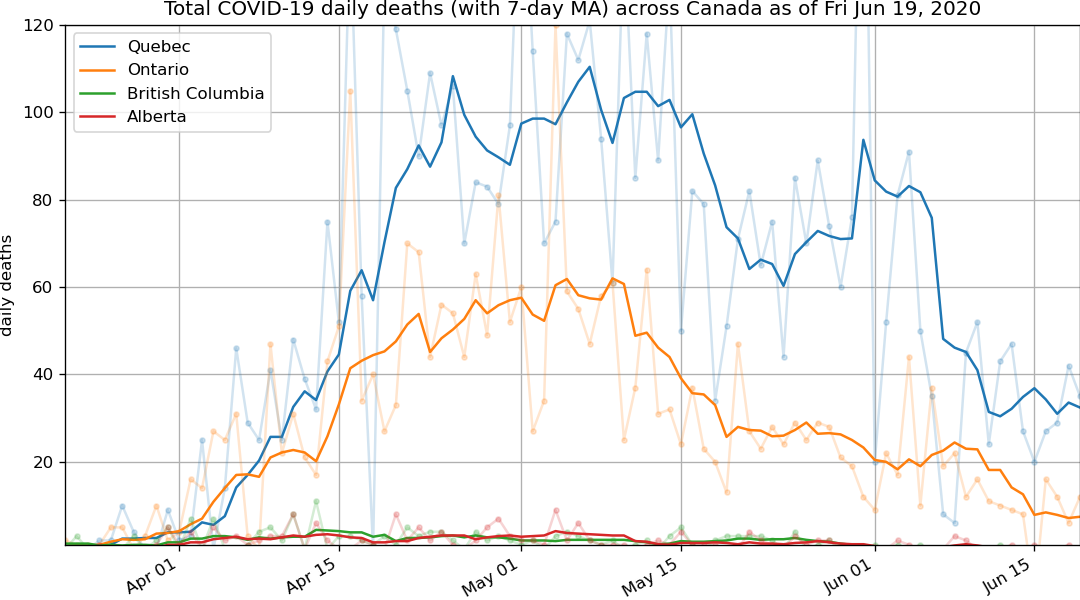 Total COVID-19 daily deaths (with 7-day MA) across Canada as of Fri Jun 19, 2020
120
100
80
60
40
20
daily deaths
Quebec
Ontario
British Columbia
Alberta
Apr 01
Apr 15
May 01
May 15
Jun 01
Jun 15